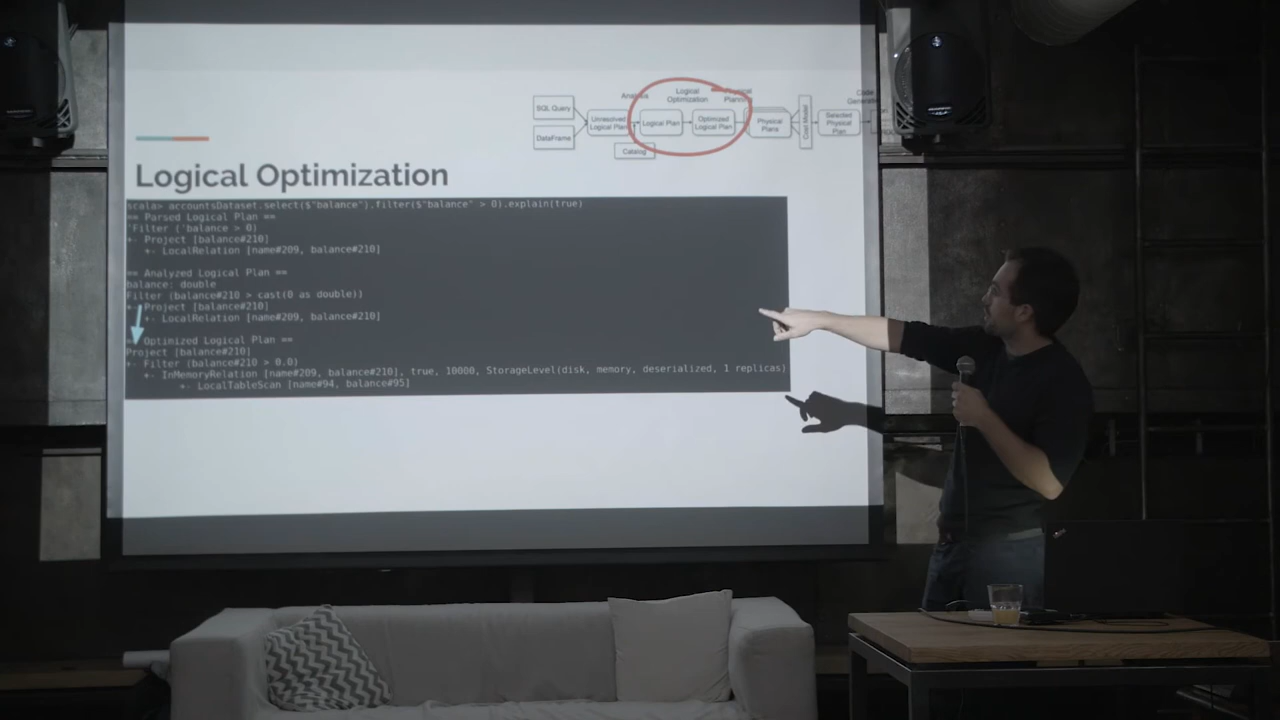 Analysis
Logical
Optimization
Physical
Planning
SQL Query
DataFrame
Unresolved
Logical Plan
Logical Plan
Optimized
Logical Plan
Physical
Plans
Cost Model
Selected
Physical
Plan
Catalog
Logical Optimization
scala> accountsDataset.select($"balance").filter($"balance" > 0).explain(true)
== Parsed Logical Plan ==
'Filter ('balance > 0)
+- Project [balance#210]
+- LocalRelation [name#209, balance#210]
== Analyzed Logical Plan ==
balance: double
Filter (balance#210 > cast(0 as double))
+- Project [balance#210]
+- LocalRelation [name#209, balance#210]
== Optimized Logical Plan ==
Project [balance#210]
+- Filter (balance#210 > 0.0)
+- InMemoryRelation [name#209, balance#210], true, 10000, StorageLevel(disk, memory, deserialized, 1 replicas)
+- LocalTableScan [name#94, balance#95]